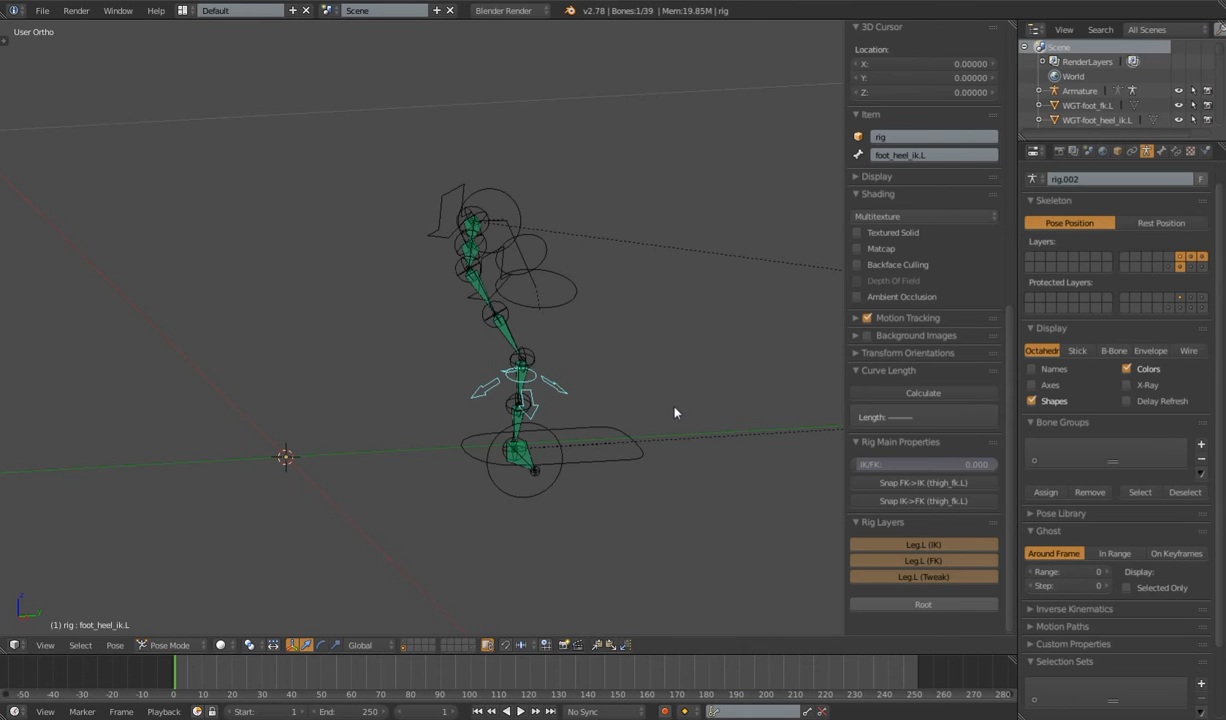 File Render Window Help Default Scene Blender Render v2.78 | Bones:1/39 | Mem:19.85M | rig
User Ortho
3D Cursor
Location:
X: 0.00000
Y: 0.00000
Z: 0.00000
Item
rig
foot_heel_ik.L
Display
Shading
Multitexture
Textured Solid
Matcap
Backface Culling
Depth Of Field
Ambient Occlusion
Motion Tracking
Background Images
Transform Orientations
Curve Length
Calculate
Length: ———
Rig Main Properties
IK/FK: 0.000
Snap FK->IK (thigh_fk.L)
Snap IK->FK (thigh_fk.L)
Rig Layers
Leg.L (IK)
Leg.L (FK)
Leg.L (Tweak)
Root
View Search All Scenes
Scene
RenderLayers
World
Armature
WGT-foot_fk.L
WGT-foot_heel_ik.L
rig.002 F
Skeleton
Pose Position Rest Position
Layers:
Protected Layers:
Display
Octahedr Stick B-Bone Envelope Wire
Names Colors
Axes X-Ray
Shapes Delay Refresh
Bone Groups
Assign Remove Select Deselect
Pose Library
Ghost
Around Frame In Range On Keyframes
Range: 0 Display:
Step: 0 Selected Only
Inverse Kinematics
Motion Paths
Custom Properties
Selection Sets
z y
(1) rig : foot_heel_ik.L
View Select Pose Pose Mode Global
-50 -40 -30 -20 -10 0 10 20 30 40 50 60 70 80 90 100 110 120 130 140 150 160 170 180 190 200 210 220 230 240 250 260 270 280
View Marker Frame Playback Start: 1 End: 250 1 No Sync